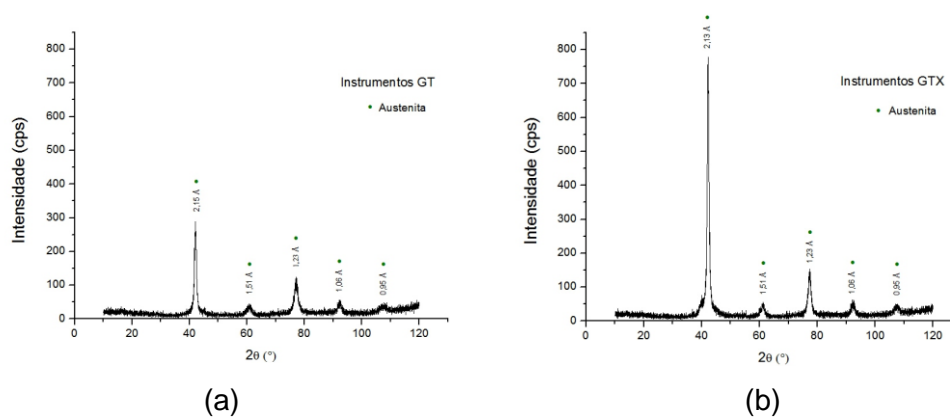 Intensidade (cps)
800
700
600
500
400
300
200
100
0
Instrumentos GT
Austenita
2,15 Å
1,51 Å
1,23 Å
1,06 Å
0,95 Å
0 20 40 60 80 100 120
2θ (°)
(a)
Intensidade (cps)
800
700
600
500
400
300
200
100
0
Instrumentos GTX
Austenita
2,13 Å
1,51 Å
1,23 Å
1,06 Å
0,95 Å
0 20 40 60 80 100 120
2θ (°)
(b)